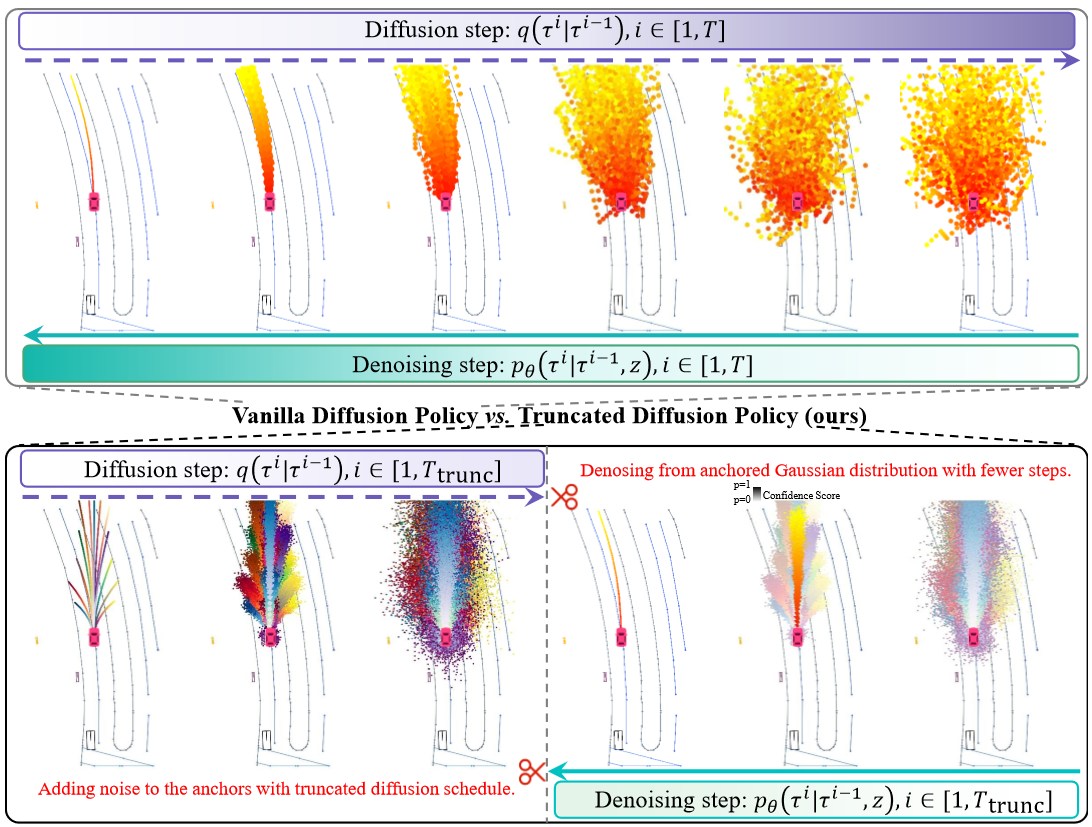 Diffusion step: q(τ^i|τ^{i−1}), i ∈ [1, T]
Denoising step: p_θ(τ^i|τ^{i−1}, z), i ∈ [1, T]
Vanilla Diffusion Policy vs. Truncated Diffusion Policy (ours)
Diffusion step: q(τ^i|τ^{i−1}), i ∈ [1, T_trunc]
Adding noise to the anchors with truncated diffusion schedule.
Denosing from anchored Gaussian distribution with fewer steps.
p=1
p=0
Confidence Score
Denoising step: p_θ(τ^i|τ^{i−1}, z), i ∈ [1, T_trunc]